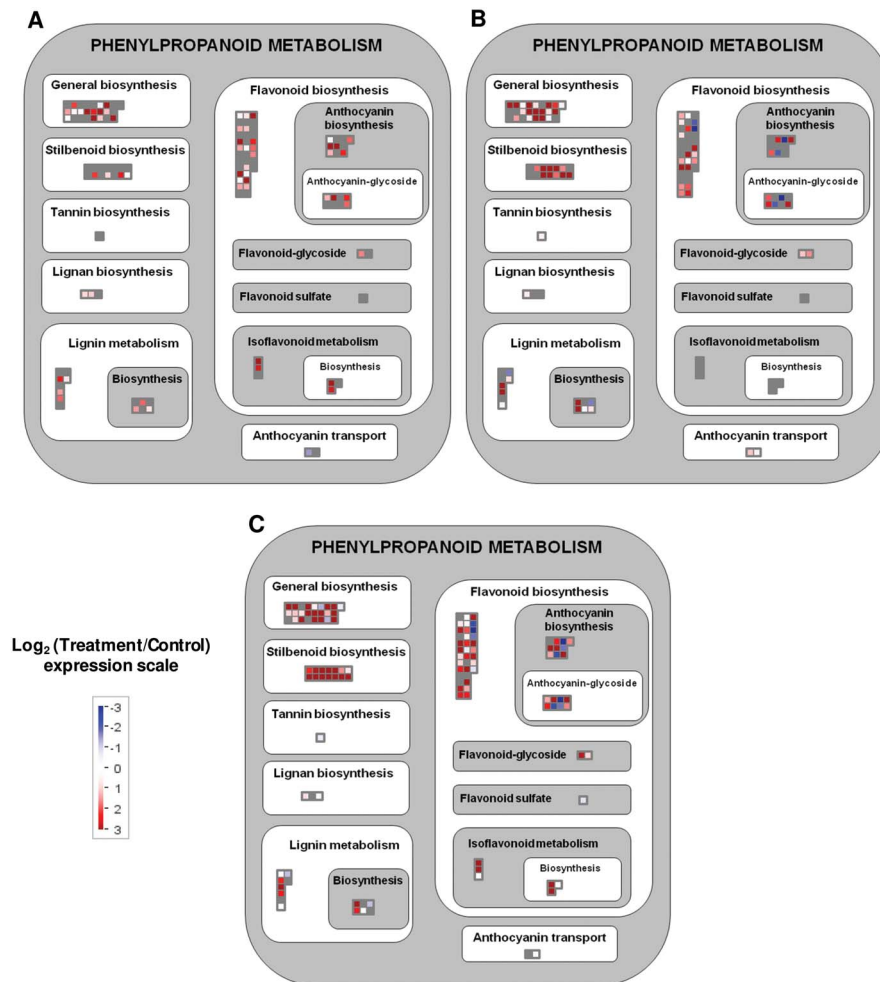 A
PHENYLPROPANOID METABOLISM
General biosynthesis
Stilbenoid biosynthesis
Tannin biosynthesis
Lignan biosynthesis
Lignin metabolism
Biosynthesis
Flavonoid biosynthesis
Anthocyanin
biosynthesis
Anthocyanin-glycoside
Flavonoid-glycoside
Flavonoid sulfate
Isoflavonoid metabolism
Biosynthesis
Anthocyanin transport
B
PHENYLPROPANOID METABOLISM
General biosynthesis
Stilbenoid biosynthesis
Tannin biosynthesis
Lignan biosynthesis
Lignin metabolism
Biosynthesis
Flavonoid biosynthesis
Anthocyanin
biosynthesis
Anthocyanin-glycoside
Flavonoid-glycoside
Flavonoid sulfate
Isoflavonoid metabolism
Biosynthesis
Anthocyanin transport
C
PHENYLPROPANOID METABOLISM
General biosynthesis
Stilbenoid biosynthesis
Tannin biosynthesis
Lignan biosynthesis
Lignin metabolism
Biosynthesis
Flavonoid biosynthesis
Anthocyanin
biosynthesis
Anthocyanin-glycoside
Flavonoid-glycoside
Flavonoid sulfate
Isoflavonoid metabolism
Biosynthesis
Anthocyanin transport
Log₂ (Treatment/Control)
expression scale
-3
-2
-1
0
1
2
3